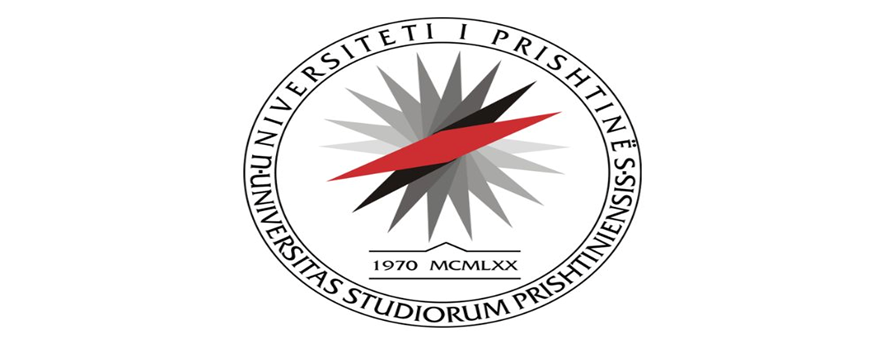 UNIVERSITETI I PRISHTINËS
UNIVERSITAS STUDIORUM PRISHTINIENSIS
1970 MCMLXX